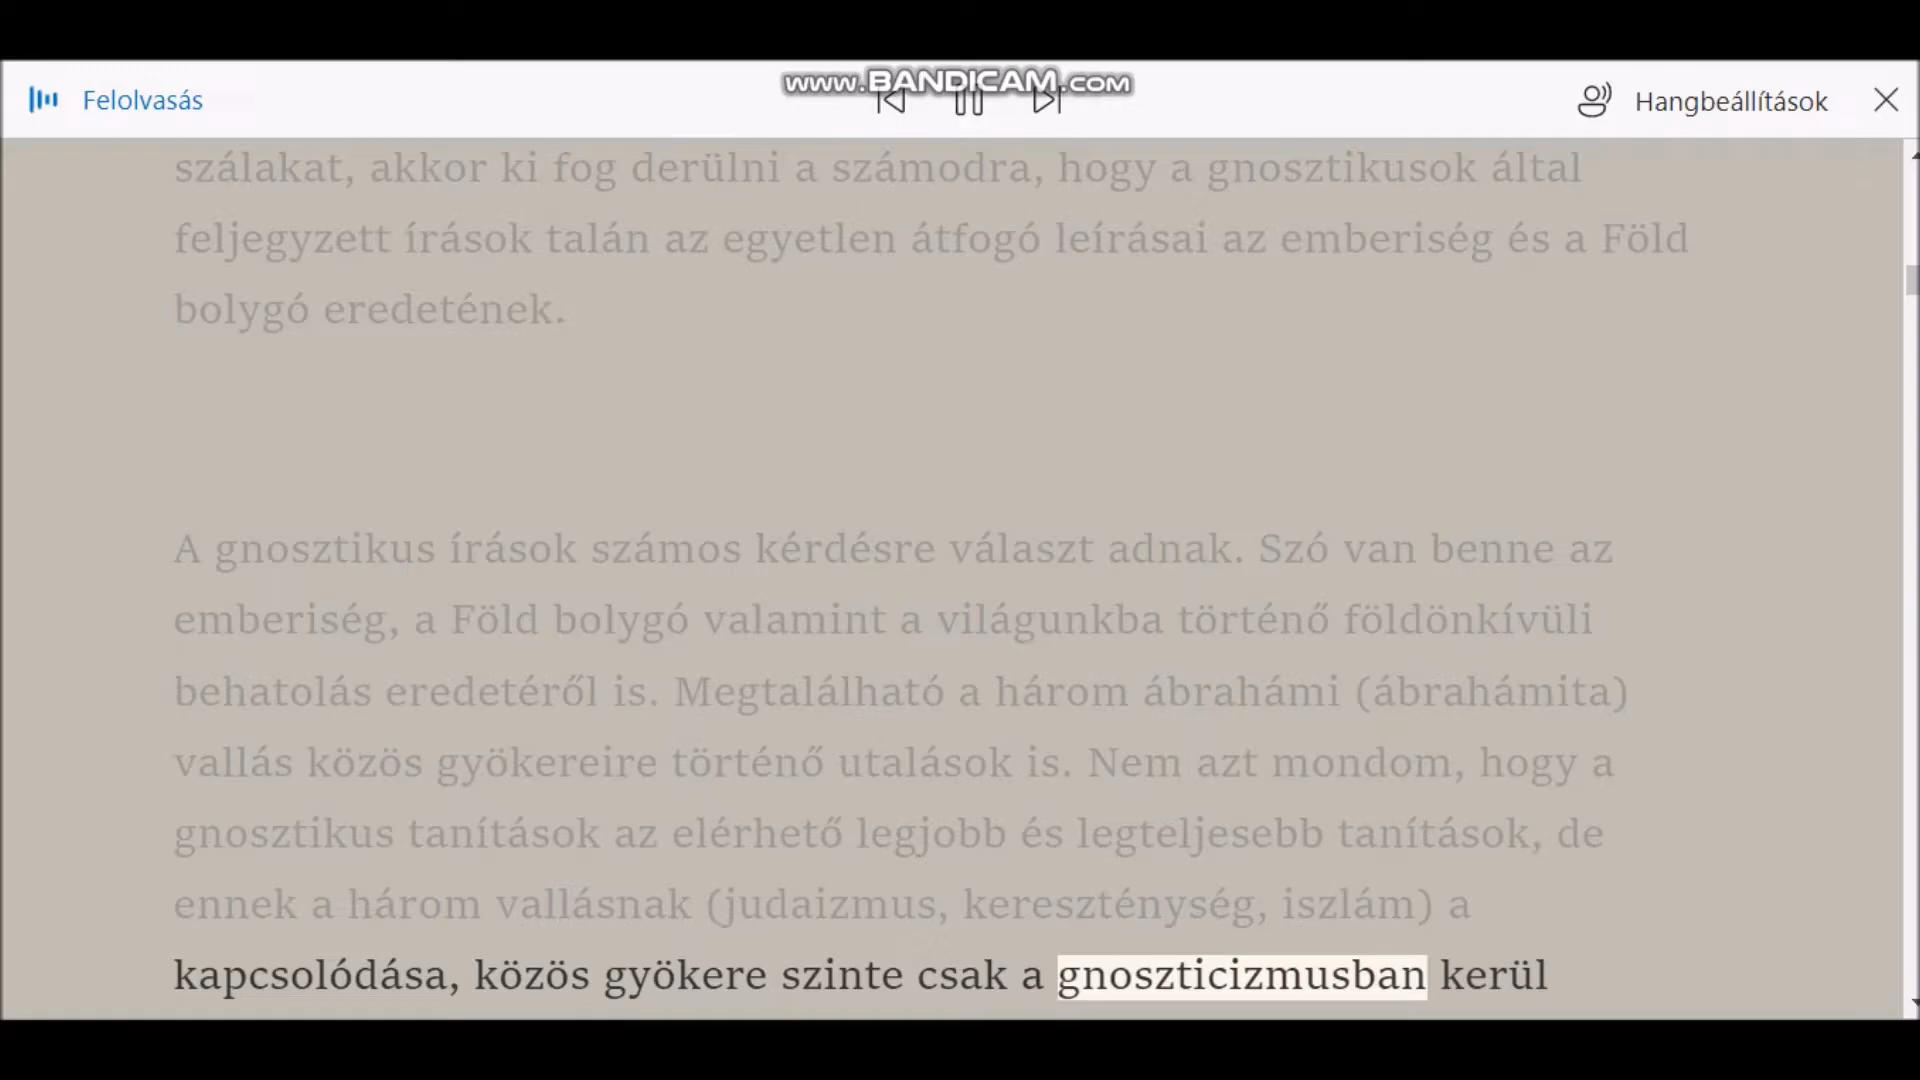 www.BANDICAM.com
Felolvasás
Hangbeállítások
szálakat, akkor ki fog derülni a számodra, hogy a gnosztikusok által
feljegyzett írások talán az egyetlen átfogó leírásai az emberiség és a Föld
bolygó eredetének.
A gnosztikus írások számos kérdésre választ adnak. Szó van benne az
emberiség, a Föld bolygó valamint a világunkba történő földönkívüli
behatolás eredetéről is. Megtalálható a három ábrahámi (ábrahámita)
vallás közös gyökereire történő utalások is. Nem azt mondom, hogy a
gnosztikus tanítások az elérhető legjobb és legteljesebb tanítások, de
ennek a három vallásnak (judaizmus, kereszténység, iszlám) a
kapcsolódása, közös gyökere szinte csak a gnoszticizmusban kerül